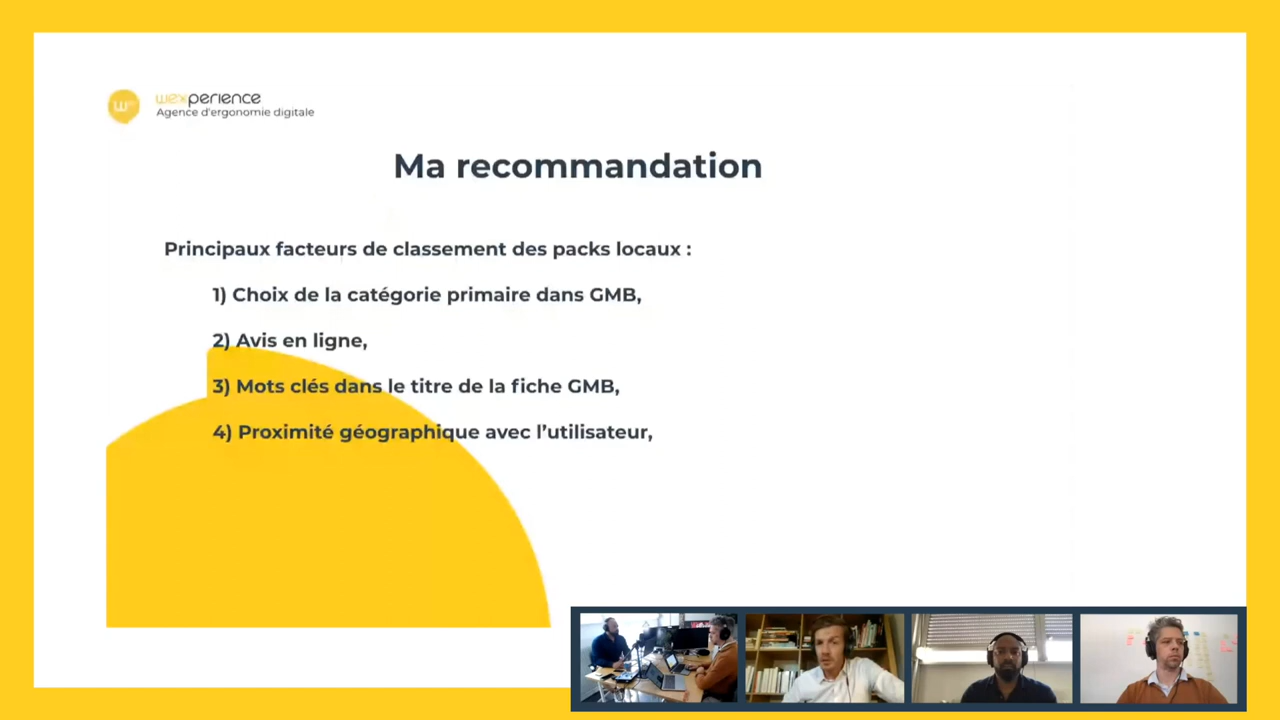 wexperience
Agence d'ergonomie digitale
Ma recommandation
Principaux facteurs de classement des packs locaux :
1) Choix de la catégorie primaire dans GMB,
2) Avis en ligne,
3) Mots clés dans le titre de la fiche GMB,
4) Proximité géographique avec l’utilisateur,